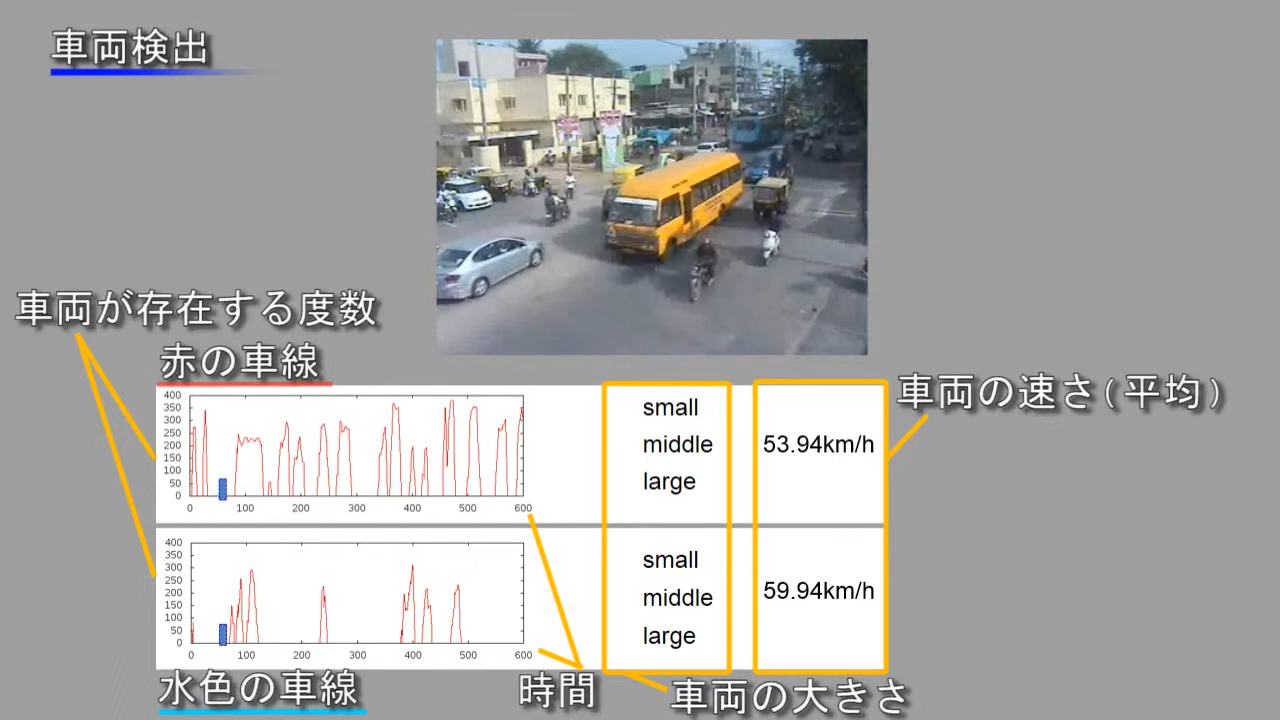 車両検出
車両が存在する度数
赤の車線
車両の速さ(平均)
400
350
300
250
200
150
100
50
0
0 100 200 300 400 500 600
small
middle
large
53.94km/h
400
350
300
250
200
150
100
50
0
0 100 200 300 400 500 600
small
middle
large
59.94km/h
水色の車線
時間
車両の大きさ